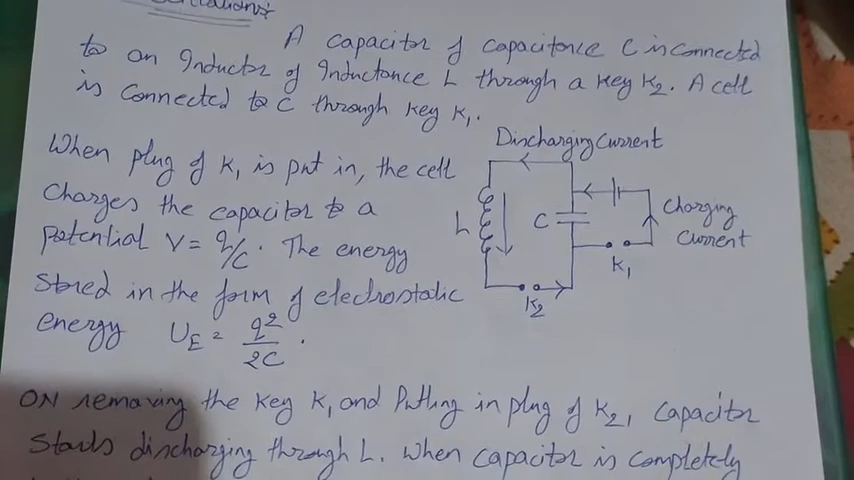 A capacitor of capacitance C is connected
to an Inductor of Inductance L through a key K₂. A cell
is connected to C through key K₁.
When plug of K₁ is put in, the cell
charges the capacitor to a
potential V = q/C. The energy
stored in the form of electrostatic
energy U_E = q²/2C.
Discharging current
L
C
Charging
current
K₁
K₂
ON removing the key K₁ and Putting in plug of K₂, capacitor
starts discharging through L. When capacitor is completely